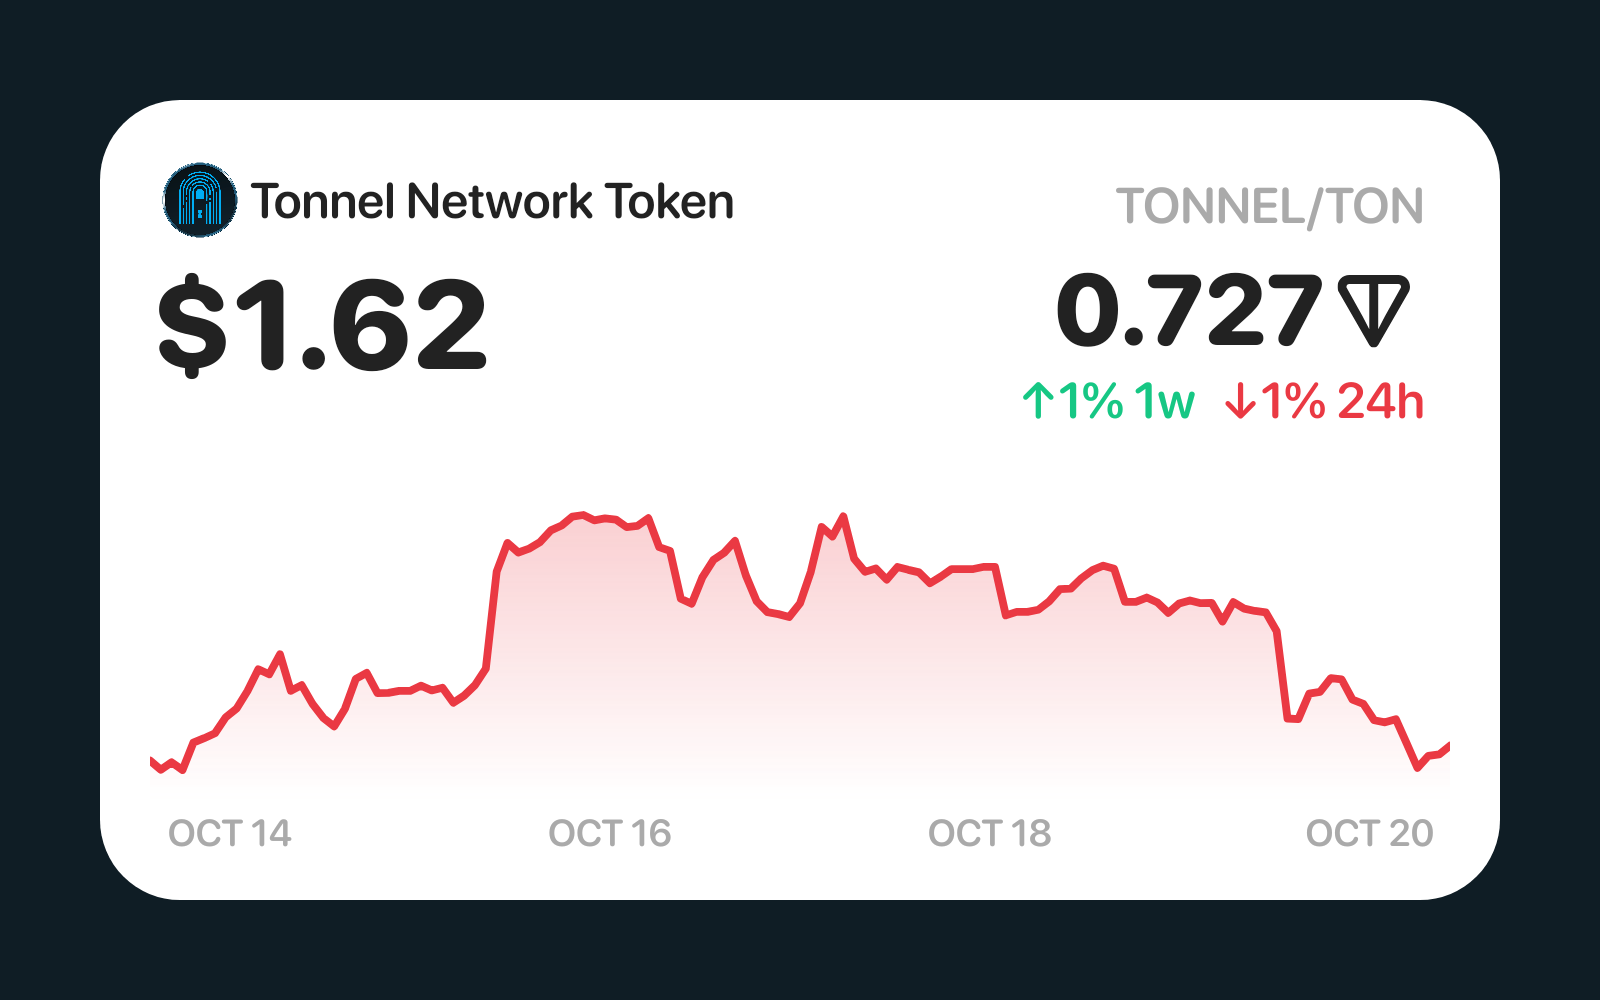 Tonnel Network Token
TONNEL/TON
$1.62
0.727
↑1% 1w ↓1% 24h
OCT 14
OCT 16
OCT 18
OCT 20